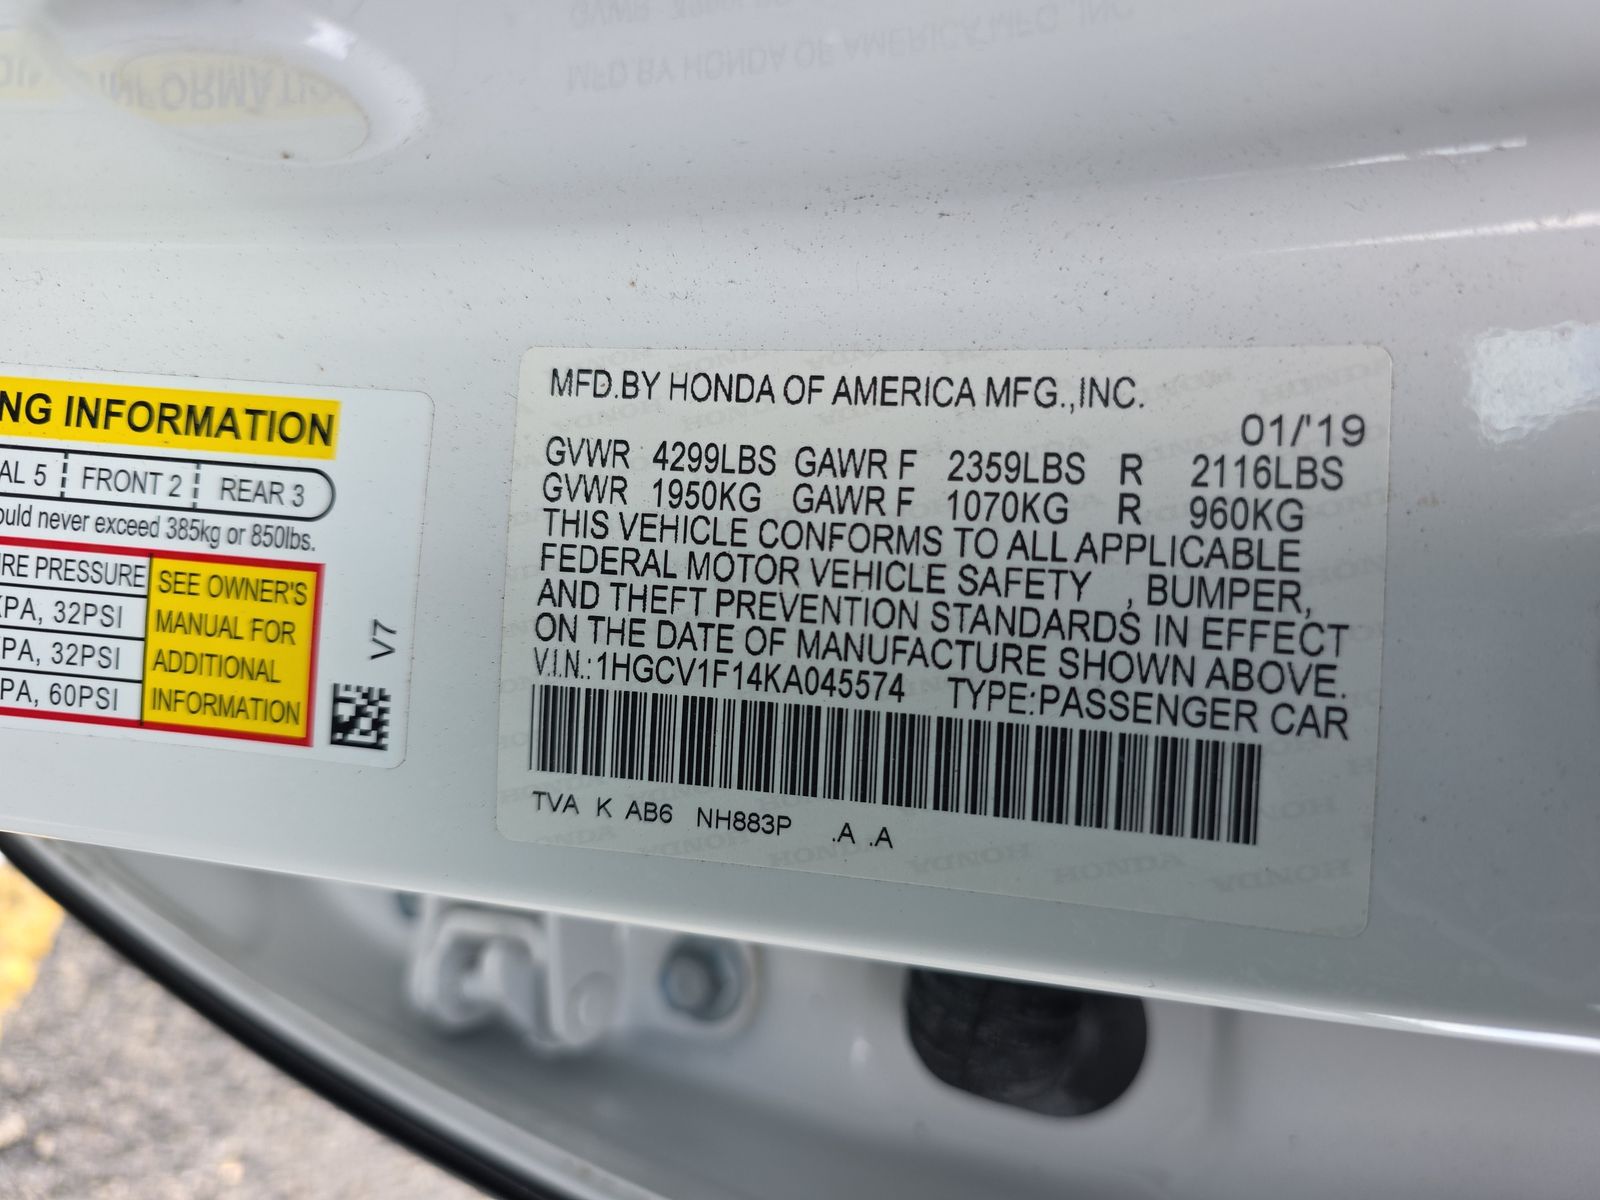 NG INFORMATION
AL 5 FRONT 2 REAR 3
ould never exceed 385kg or 850lbs.
RE PRESSURE
KPA, 32PSI
KPA, 32PSI
KPA, 60PSI
SEE OWNER'S
MANUAL FOR
ADDITIONAL
INFORMATION
V7
MFD.BY HONDA OF AMERICA MFG.,INC.
01/'19
GVWR 4299LBS GAWR F 2359LBS R 2116LBS
GVWR 1950KG GAWR F 1070KG R 960KG
THIS VEHICLE CONFORMS TO ALL APPLICABLE
FEDERAL MOTOR VEHICLE SAFETY , BUMPER,
AND THEFT PREVENTION STANDARDS IN EFFECT
ON THE DATE OF MANUFACTURE SHOWN ABOVE.
V.I.N.:1HGCV1F14KA045574 TYPE:PASSENGER CAR
TVA K AB6 NH883P .A .A